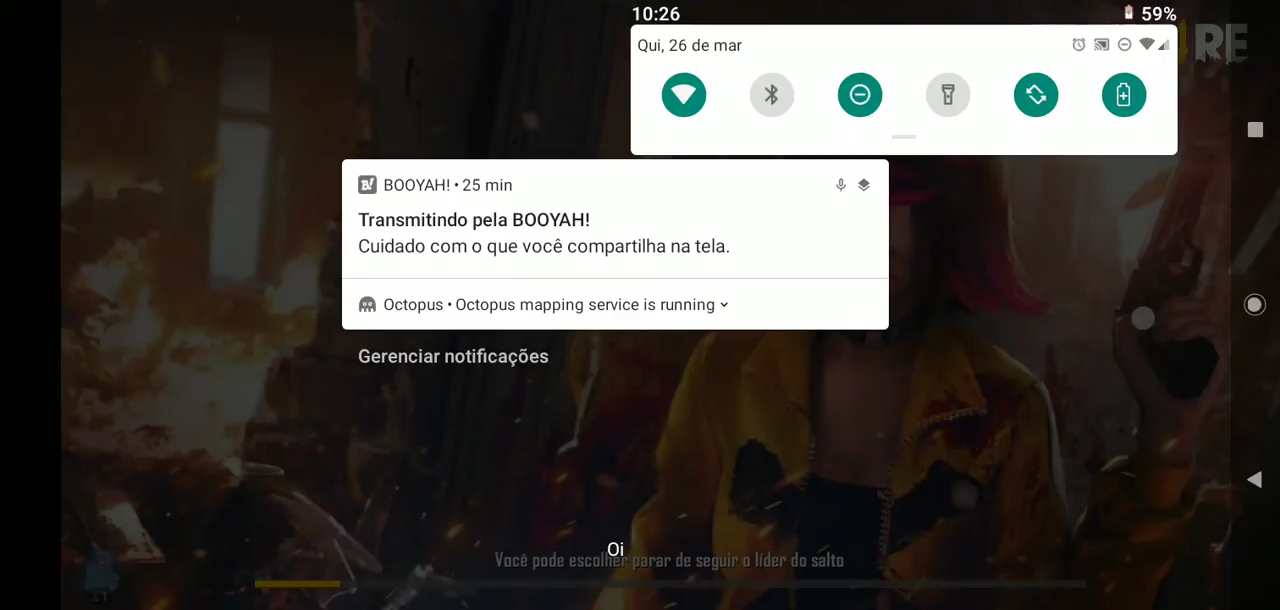 10:26
59%
Qui, 26 de mar
RE
B! BOOYAH! • 25 min
Transmitindo pela BOOYAH!
Cuidado com o que você compartilha na tela.
Octopus • Octopus mapping service is running
Gerenciar notificações
Oi
Você pode escolher parar de seguir o líder do salto